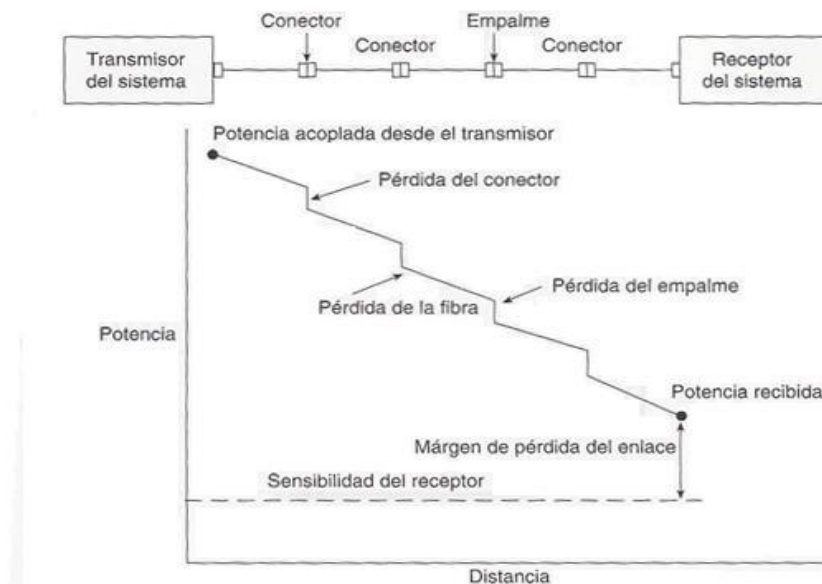 Conector
Conector
Empalme
Conector
Transmisor
del sistema
Receptor
del sistema
Potencia acoplada desde el transmisor
Pérdida del conector
Pérdida del empalme
Pérdida de la fibra
Potencia
Potencia recibida
Márgen de pérdida del enlace
Sensibilidad del receptor
Distancia